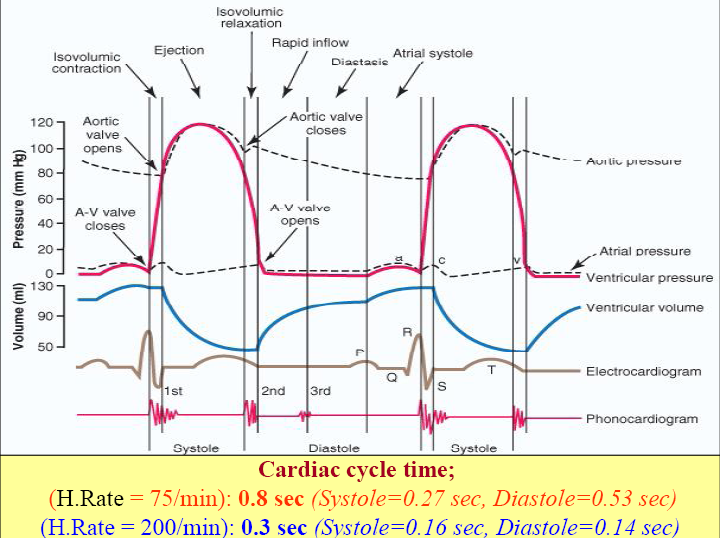 Isovolumic
relaxation
Isovolumic
contraction
Ejection
Rapid inflow
Diastasis
Atrial systole
120
100
80
60
40
20
0
Pressure (mm Hg)
Aortic
valve
opens
Aortic valve
closes
Aortic pressure
A-V valve
closes
A-V valve
opens
a
c
v
Atrial pressure
Ventricular pressure
130
90
50
Volume (ml)
Ventricular volume
P
R
Q
S
T
Electrocardiogram
1st
2nd
3rd
Phonocardiogram
Systole
Diastole
Systole
Cardiac cycle time;
(H.Rate = 75/min): 0.8 sec (Systole=0.27 sec, Diastole=0.53 sec)
(H.Rate = 200/min): 0.3 sec (Systole=0.16 sec, Diastole=0.14 sec)